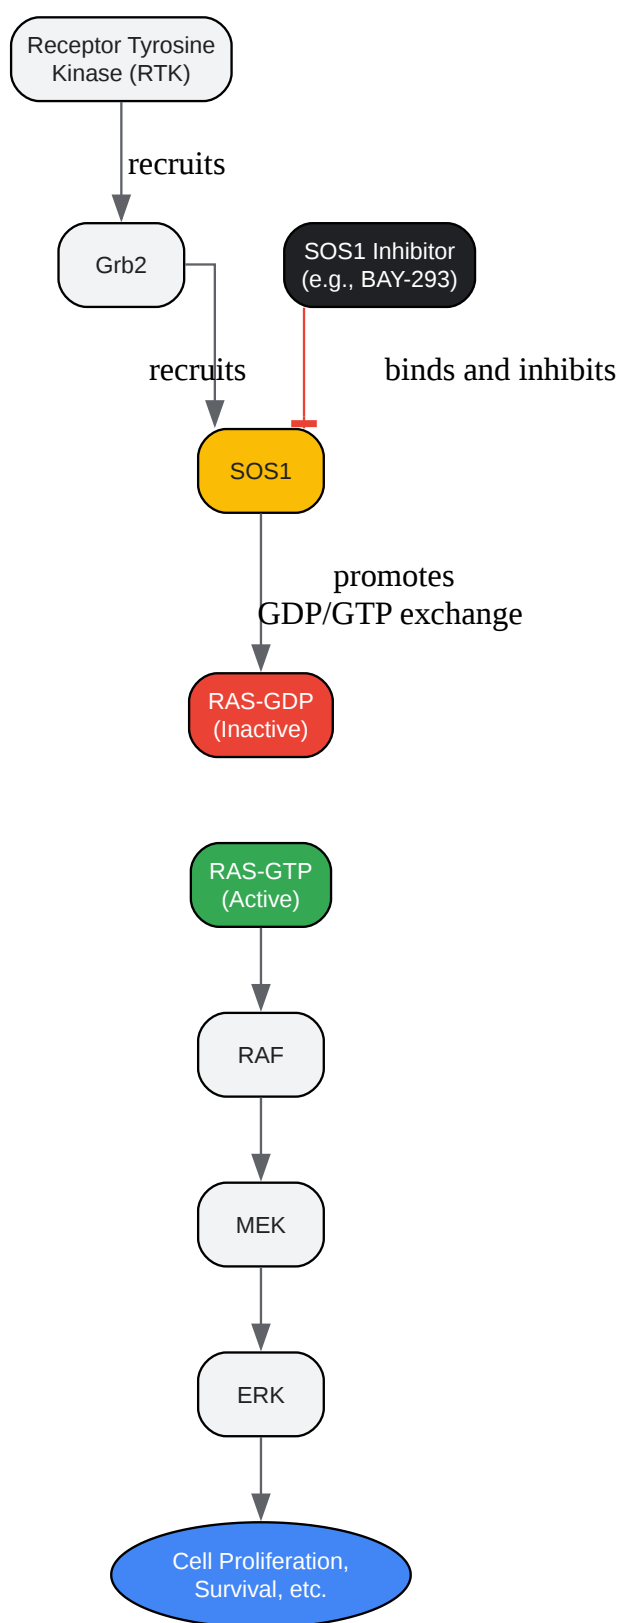 Receptor Tyrosine
Kinase (RTK)
recruits
Grb2
SOS1 Inhibitor
(e.g., BAY-293)
recruits
binds and inhibits
SOS1
promotes
GDP/GTP exchange
RAS-GDP
(Inactive)
RAS-GTP
(Active)
RAF
MEK
ERK
Cell Proliferation,
Survival, etc.